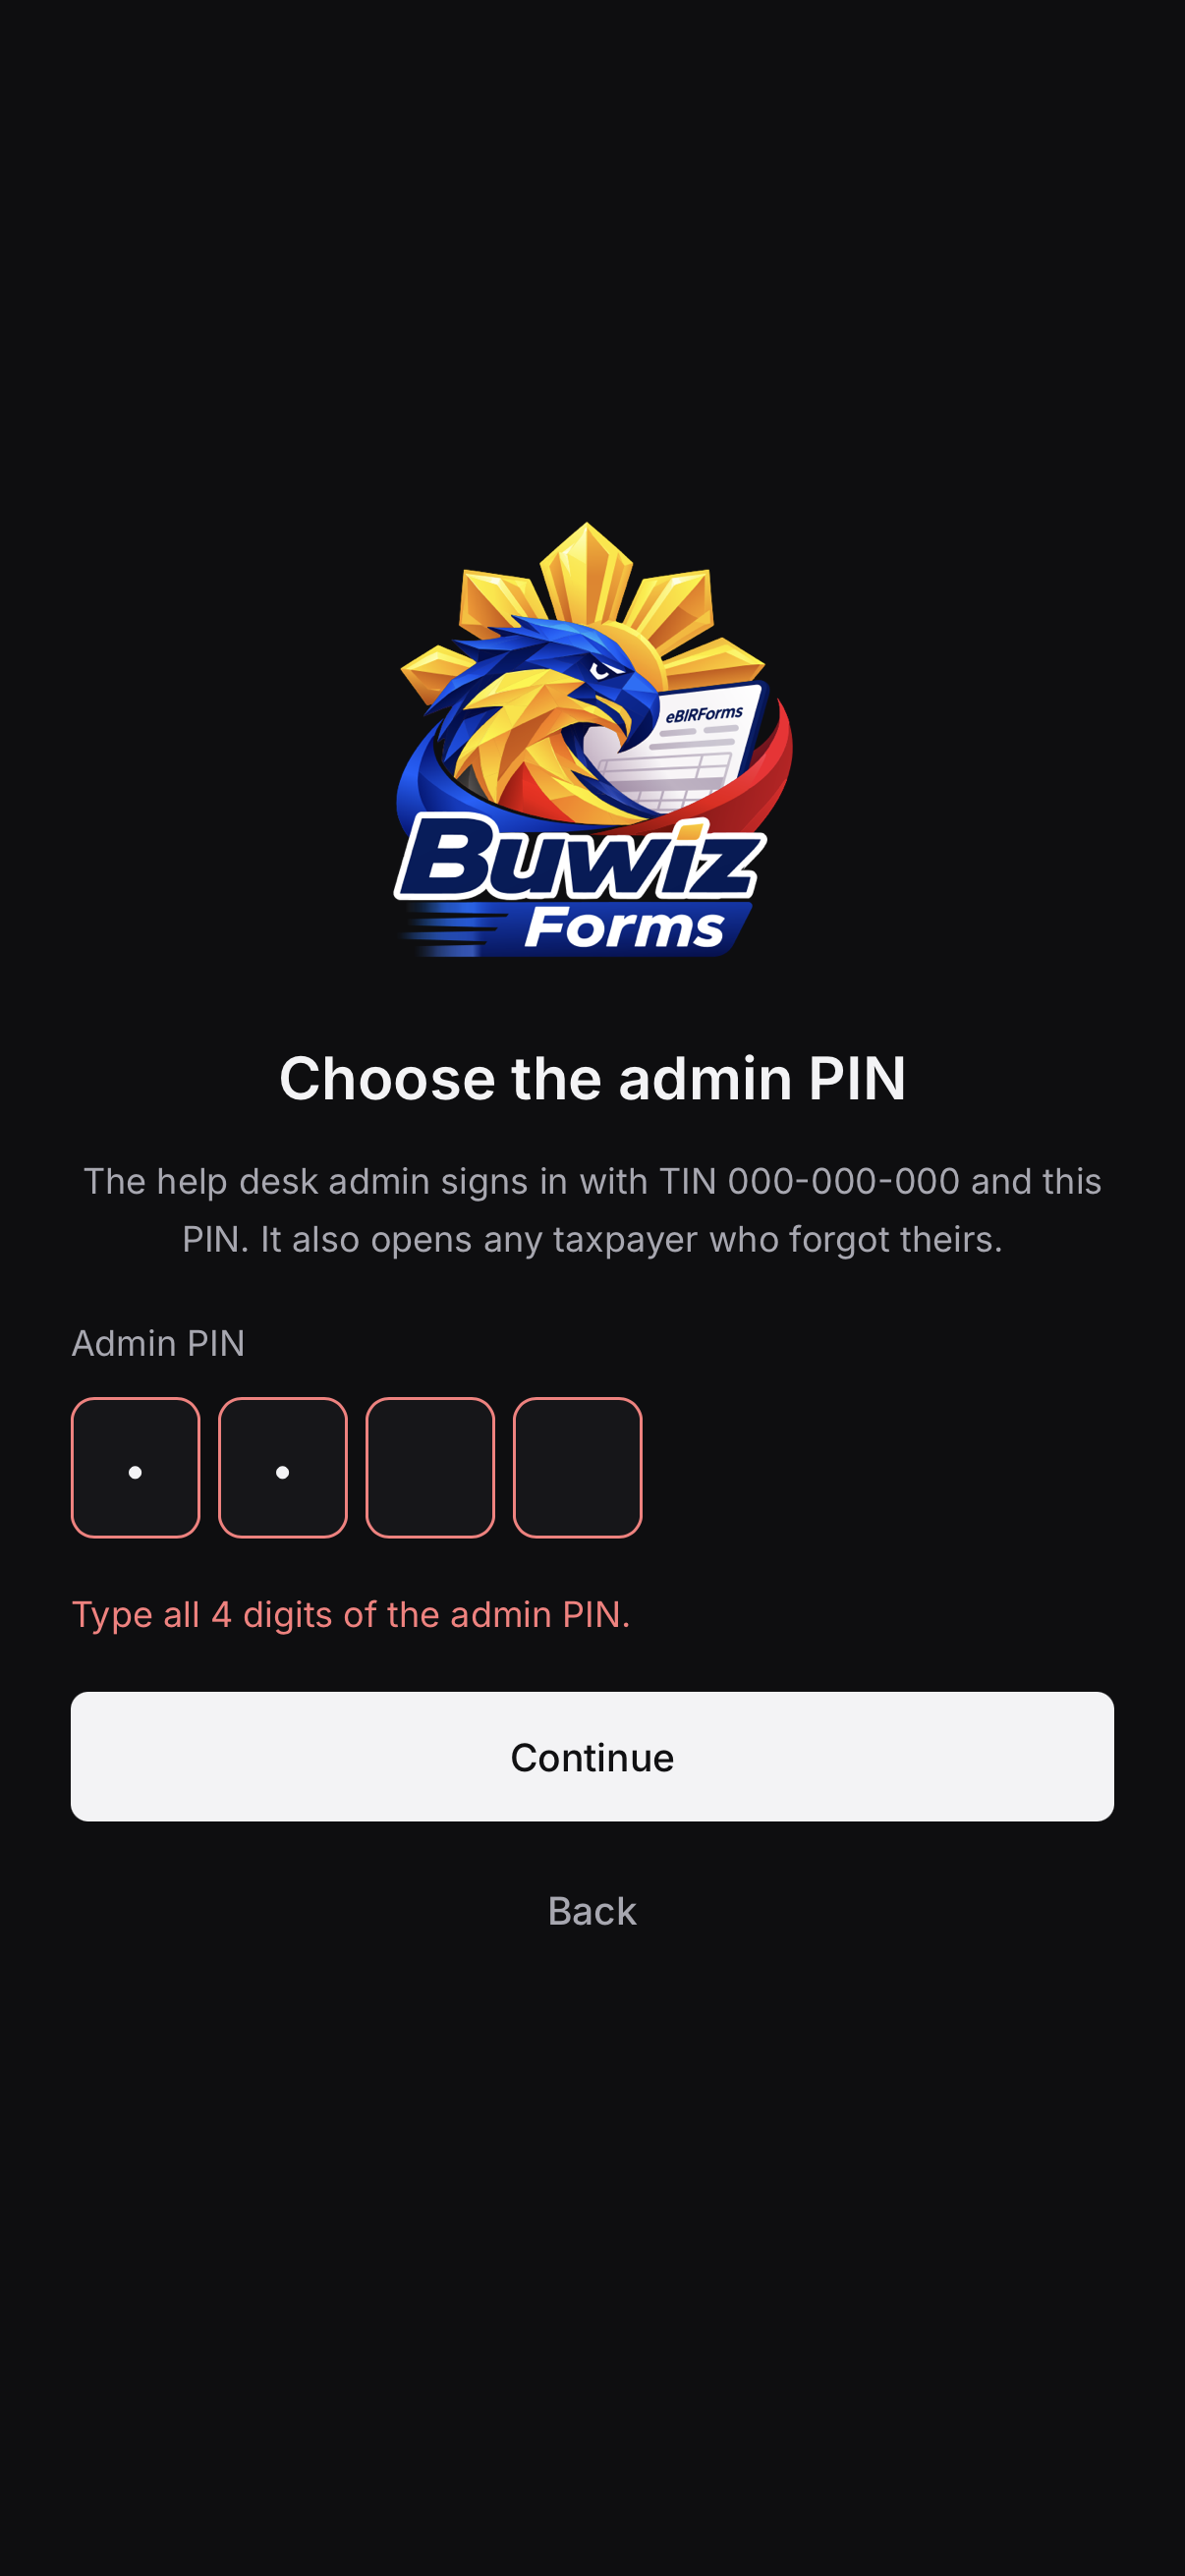 eBIRForms
Buwiz
Forms
Choose the admin PIN
The help desk admin signs in with TIN 000-000-000 and this
PIN. It also opens any taxpayer who forgot theirs.
Admin PIN
Type all 4 digits of the admin PIN.
Continue
Back